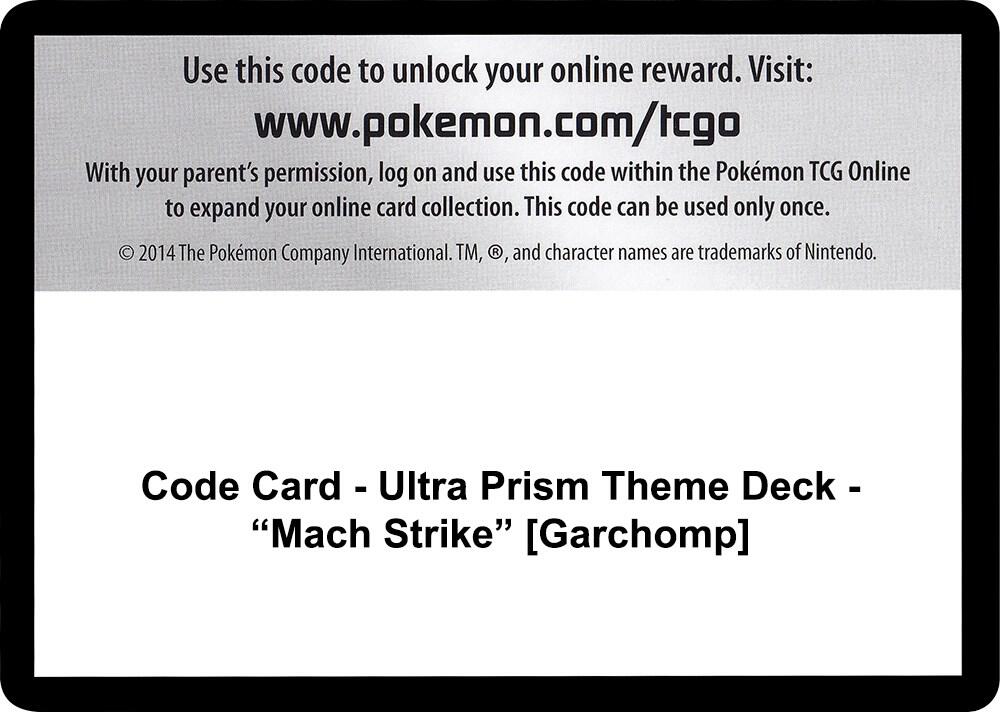 Use this code to unlock your online reward. Visit:
www.pokemon.com/tcgo
With your parent's permission, log on and use this code within the Pokémon TCG Online
to expand your online card collection. This code can be used only once.
© 2014 The Pokémon Company International. TM, ®, and character names are trademarks of Nintendo.
Code Card - Ultra Prism Theme Deck -
“Mach Strike” [Garchomp]